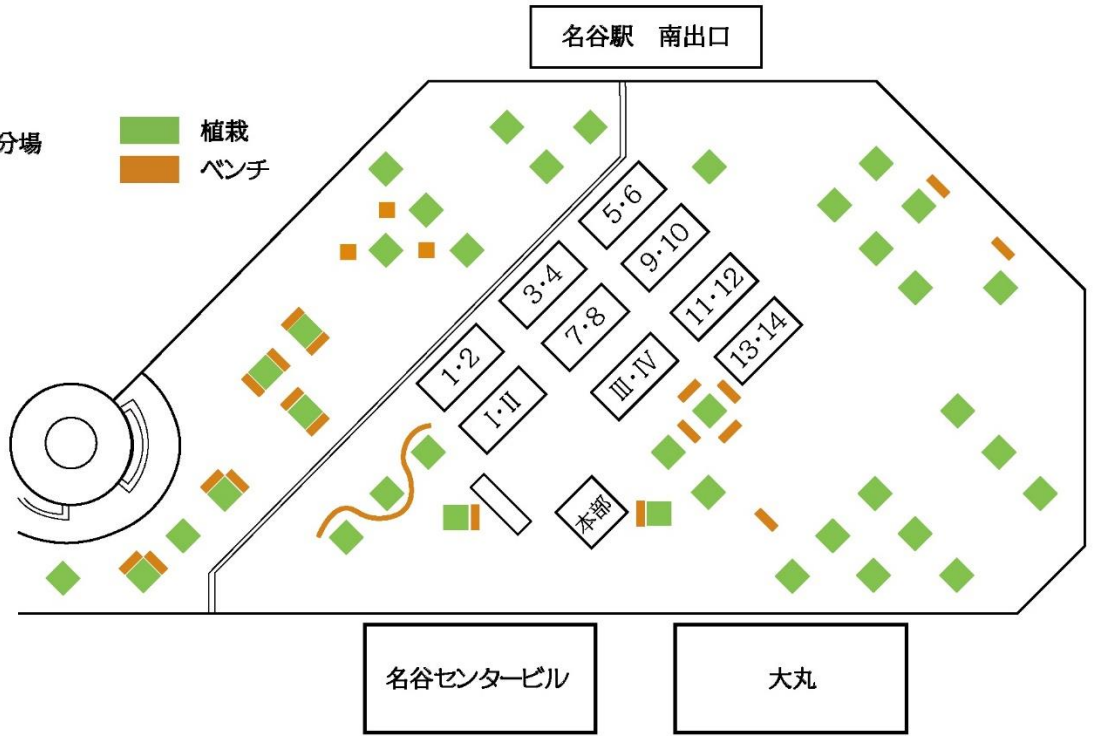 名谷駅　南出口
分場
植栽
ベンチ
5・6
9・10
3・4
11・12
7・8
13・14
1・2
Ⅲ・Ⅳ
Ⅰ・Ⅱ
本部
名谷センタービル
大丸